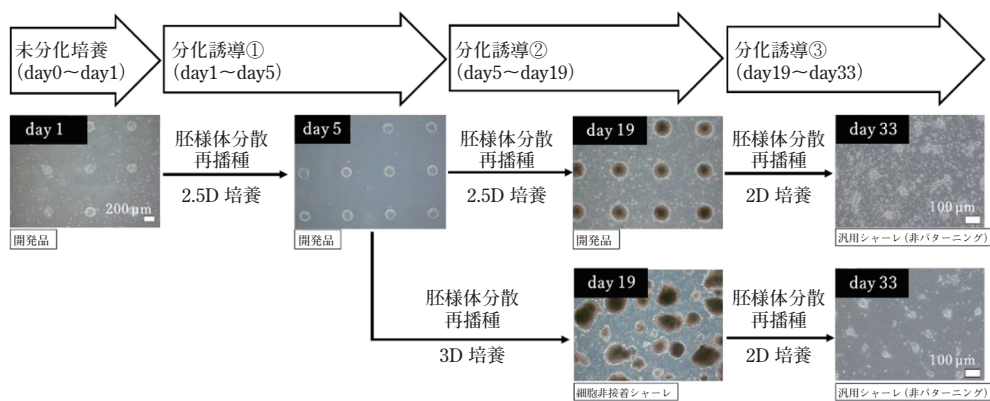 未分化培養
(day0~day1)
分化誘導①
(day1~day5)
分化誘導②
(day5~day19)
分化誘導③
(day19~day33)
day 1
200 μm
開発品
胚様体分散
再播種
2.5D 培養
day 5
開発品
胚様体分散
再播種
2.5D 培養
day 19
開発品
胚様体分散
再播種
2D 培養
day 33
100 μm
汎用シャーレ(非パターニング)
胚様体分散
再播種
3D 培養
day 19
細胞非接着シャーレ
胚様体分散
再播種
2D 培養
day 33
100 μm
汎用シャーレ(非パターニング)